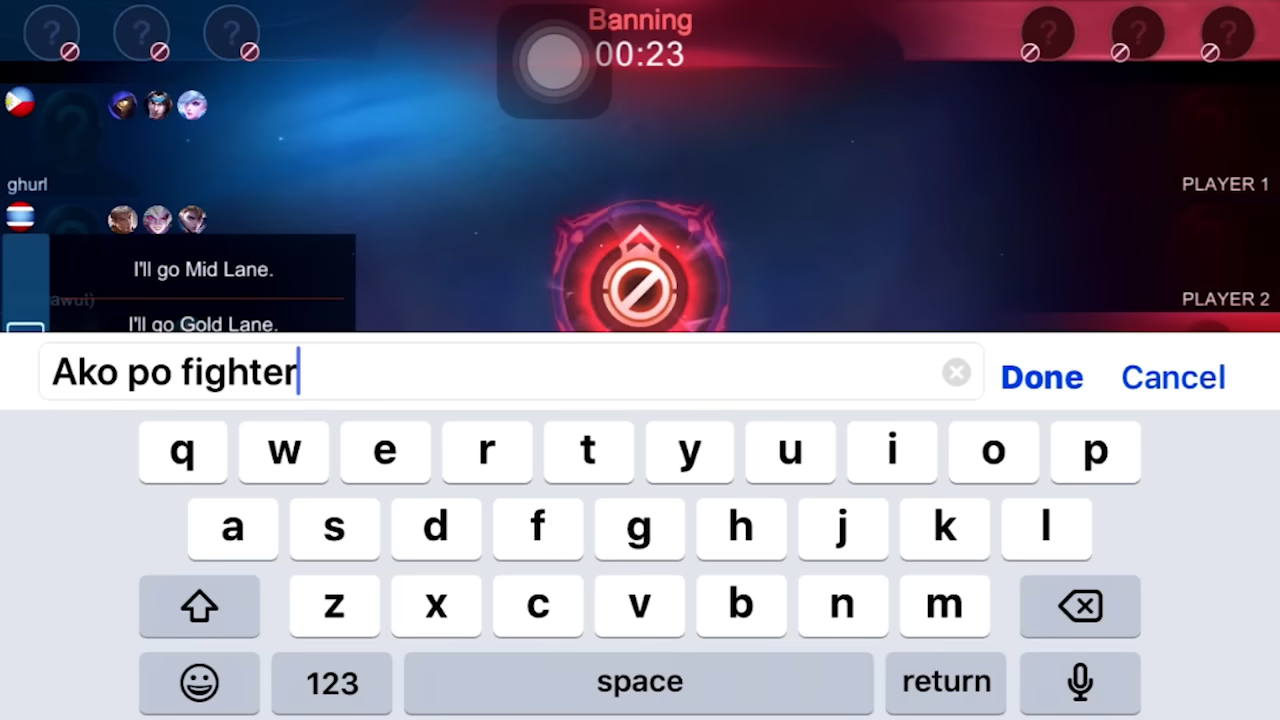 Banning
00:23
ghurl
PLAYER 1
I'll go Mid Lane.
awut)
PLAYER 2
I'll go Gold Lane.
Ako po fighter
Done
Cancel
q w e r t y u i o p
a s d f g h j k l
z x c v b n m
123
space
return